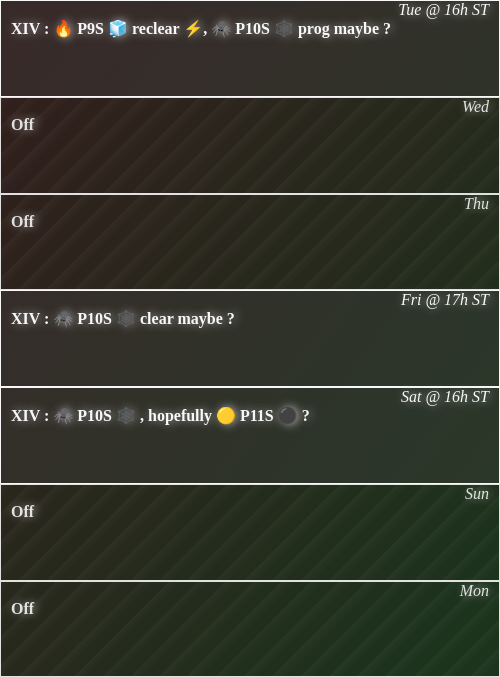 Tue @ 16h ST
XIV : 🔥 P9S 🧊 reclear ⚡, 🕷️ P10S 🕸️ prog maybe ?
Wed
Off
Thu
Off
Fri @ 17h ST
XIV : 🕷️ P10S 🕸️ clear maybe ?
Sat @ 16h ST
XIV : 🕷️ P10S 🕸️ , hopefully 🟡 P11S ⚫ ?
Sun
Off
Mon
Off